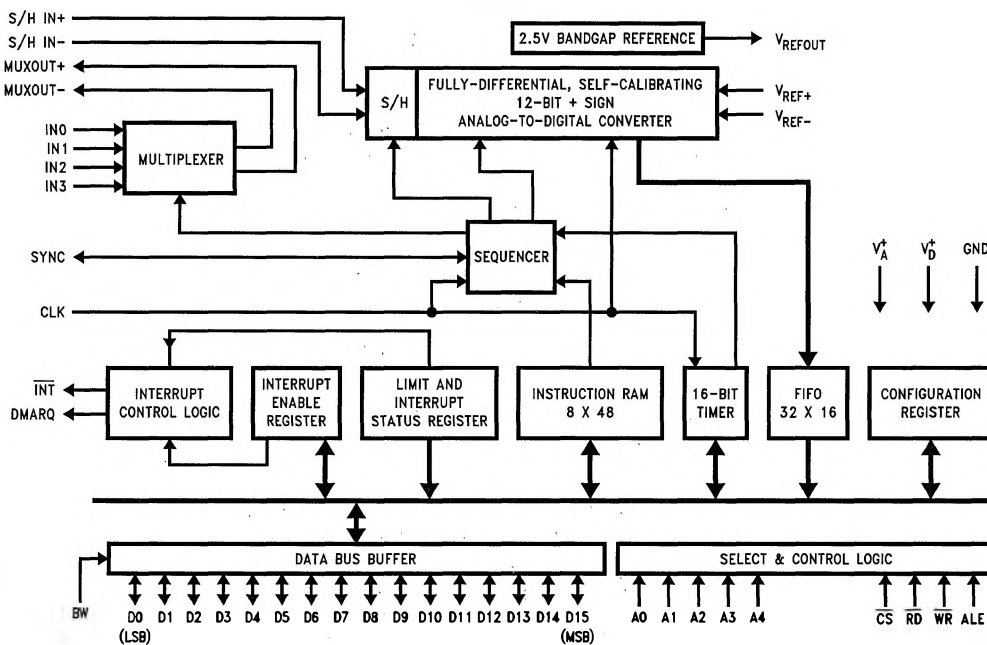 S/H IN+
S/H IN-
MUXOUT+
MUXOUT-
IN0
IN1
IN2
IN3
MULTIPLEXER
2.5V BANDGAP REFERENCE
VREFOUT
S/H
FULLY-DIFFERENTIAL, SELF-CALIBRATING
12-BIT + SIGN
ANALOG-TO-DIGITAL CONVERTER
VREF+
VREF-
SEQUENCER
SYNC
CLK
VA+
VD+
GND
INT
DMARQ
INTERRUPT
CONTROL LOGIC
INTERRUPT
ENABLE
REGISTER
LIMIT AND
INTERRUPT
STATUS REGISTER
INSTRUCTION RAM
8 X 48
16-BIT
TIMER
FIFO
32 X 16
CONFIGURATION
REGISTER
DATA BUS BUFFER
SELECT & CONTROL LOGIC
BW
D0 D1 D2 D3 D4 D5 D6 D7 D8 D9 D10 D11 D12 D13 D14 D15
(LSB) (MSB)
A0 A1 A2 A3 A4
CS RD WR ALE